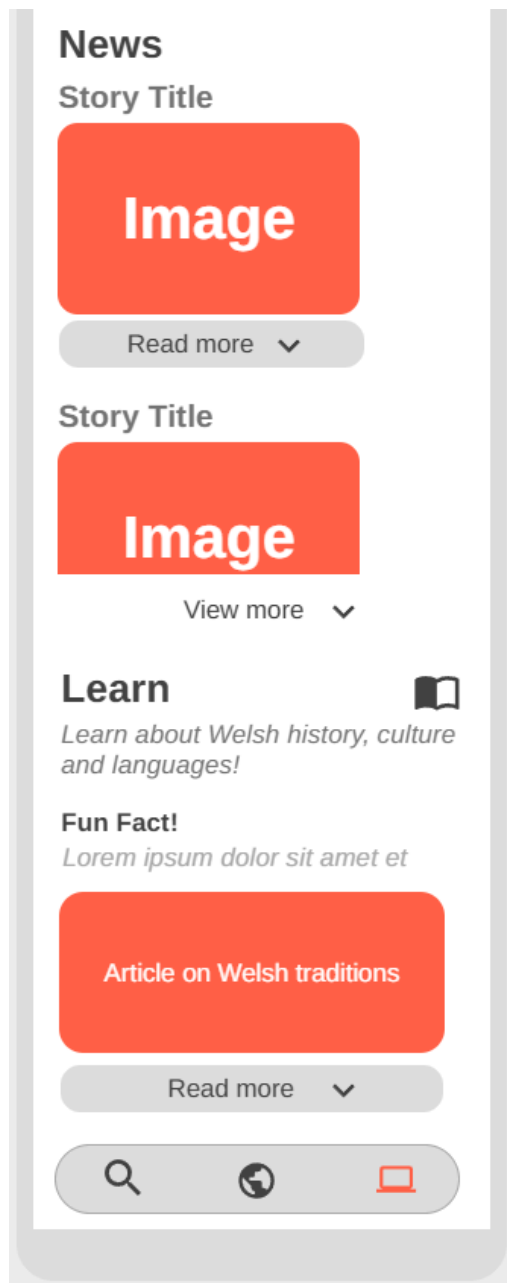 News
Story Title
Image
Read more
Story Title
Image
View more
Learn
Learn about Welsh history, culture
and languages!
Fun Fact!
Lorem ipsum dolor sit amet et
Article on Welsh traditions
Read more